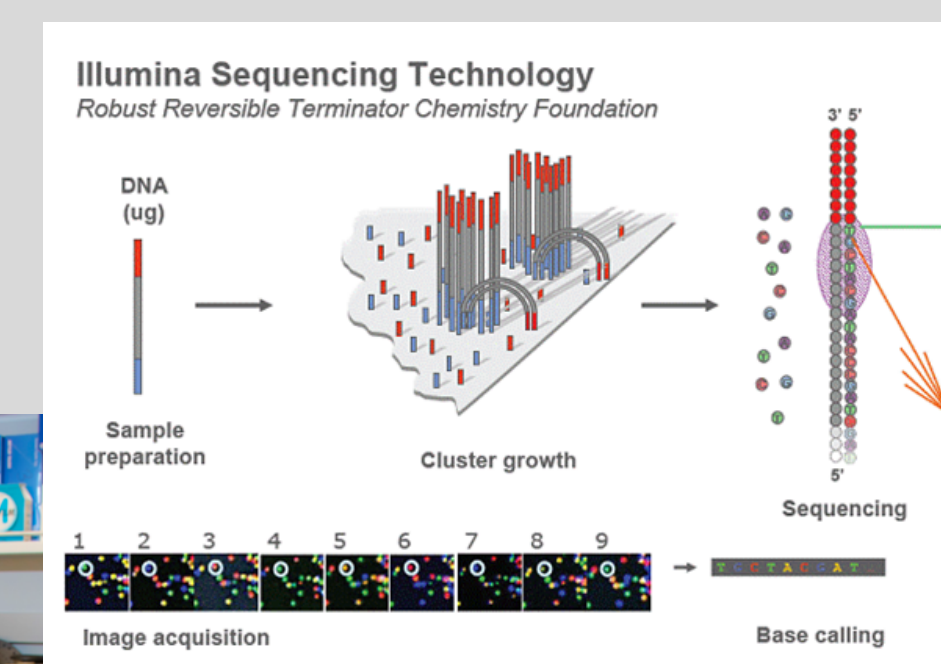 Illumina Sequencing Technology
Robust Reversible Terminator Chemistry Foundation
DNA
(ug)
Sample
preparation
Cluster growth
3' 5'
5'
Sequencing
1 2 3 4 5 6 7 8 9
Image acquisition
TGCTACGAT...
Base calling